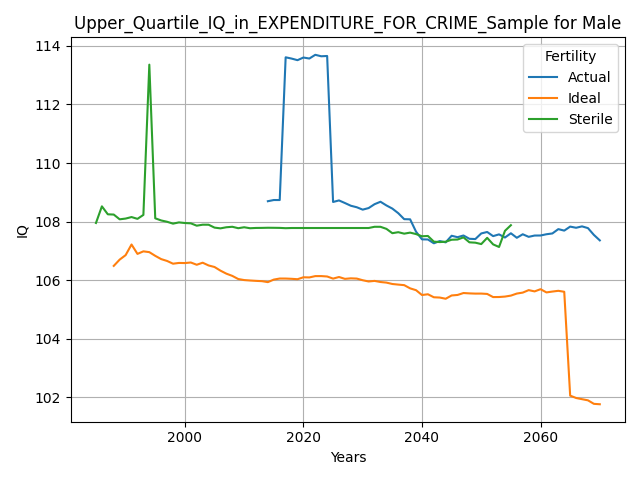 Upper_Quartile_IQ_in_EXPENDITURE_FOR_CRIME_Sample for Male
Fertility
Actual
Ideal
Sterile
IQ
114
112
110
108
106
104
102
2000
2020
2040
2060
Years